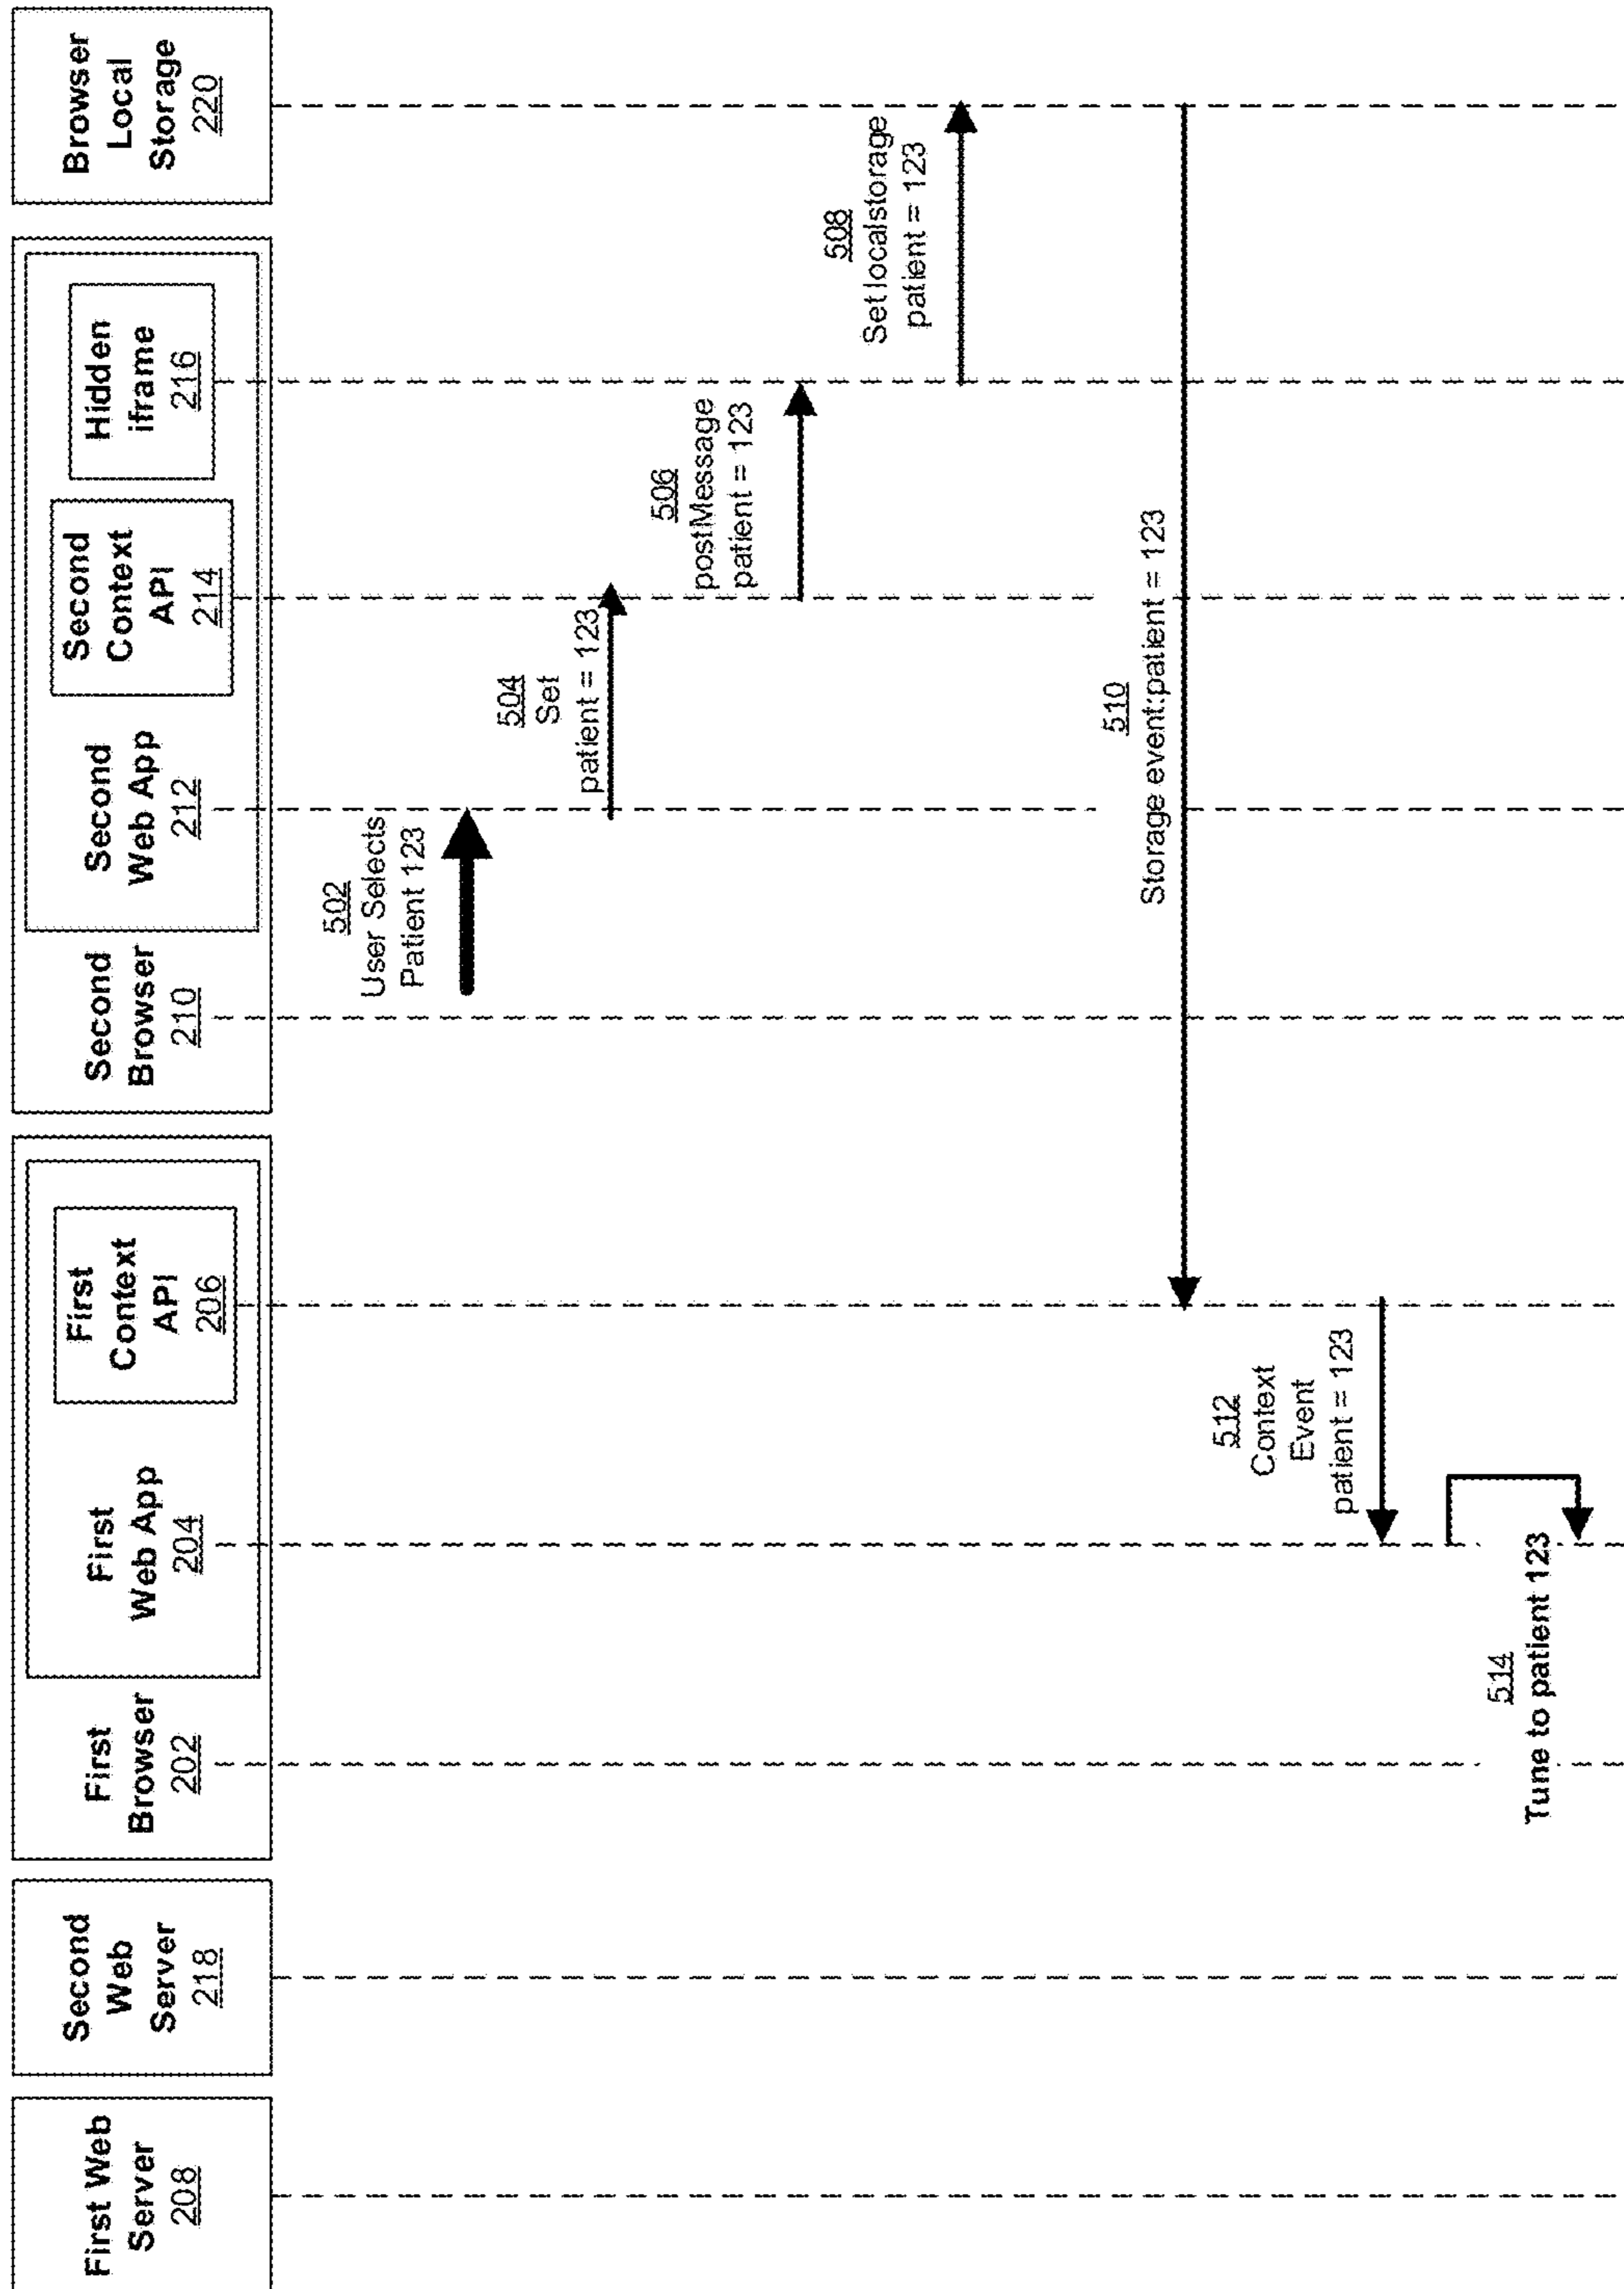 First Web
Server
208
Second
Web
Server
218
First
Browser
202
First
Web App
204
First
Context
API
206
Second
Browser
210
Second
Web App
212
Second
Context
API
214
Hidden
iframe
216
Browser
Local
Storage
220
502
User Selects
Patient 123
504
Set
patient = 123
506
postMessage
patient = 123
508
Set localstorage
patient = 123
510
Storage event:patient = 123
512
Context
Event
patient = 123
514
Tune to patient 123